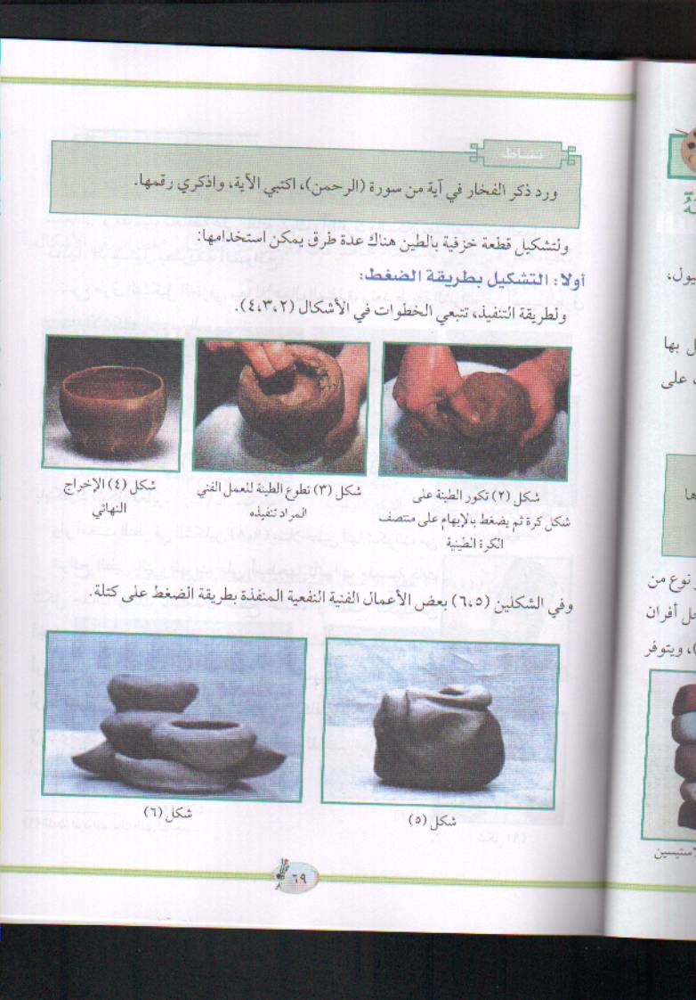 نشاط
ورد ذكر الفخار في آية من سورة (الرحمن)، اكتبي الآية، واذكري رقمها.
ولتشكيل قطعة خزفية بالطين هناك عدة طرق يمكن استخدامها:
أولا: التشكيل بطريقة الضغط:
ولطريقة التنفيذ، تتبعي الخطوات في الأشكال (٢،٣،٤).
شكل (٢) تكور الطينة على
شكل كرة ثم يضغط بالإبهام على منتصف
الكرة الطينية
شكل (٣) تطوع الطينة للعمل الفني
المراد تنفيذه
شكل (٤) الإخراج
النهائي
وفي الشكلين (٦،٥) بعض الأعمال الفنية النفعية المنفذة بطريقة الضغط على كتلة.
شكل (٥)
شكل (٦)
٦٩
يول،
بها
على
نوع من
أفران
ويتوفر